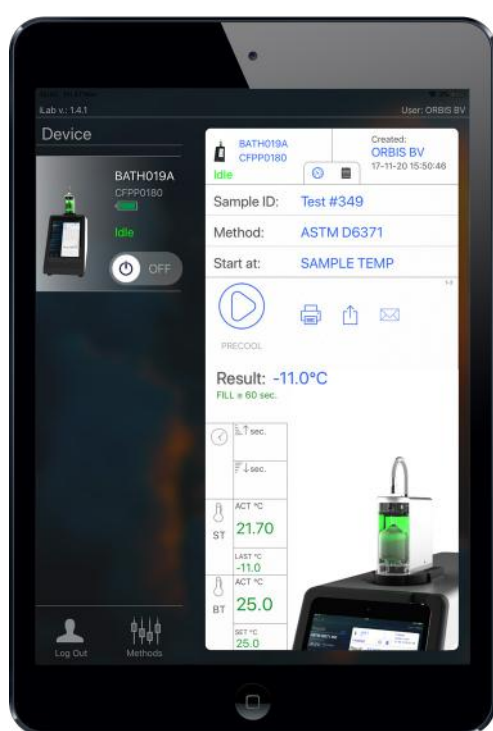 iLab v.: 1.4.1
User: ORBIS BV
Device
BATH019A
CFPP0180
Idle
OFF
BATH019A
CFPP0180
Idle
Created:
ORBIS BV
17-11-20 15:50:46
Sample ID: Test #349
Method: ASTM D6371
Start at: SAMPLE TEMP
PRECOOL
Result: -11.0°C
FILL ≥ 60 sec.
↑ sec.
↓ sec.
ACT °C
ST 21.70
LAST °C
-11.0
ACT °C
BT 25.0
SET °C
25.0
Log Out
Methods